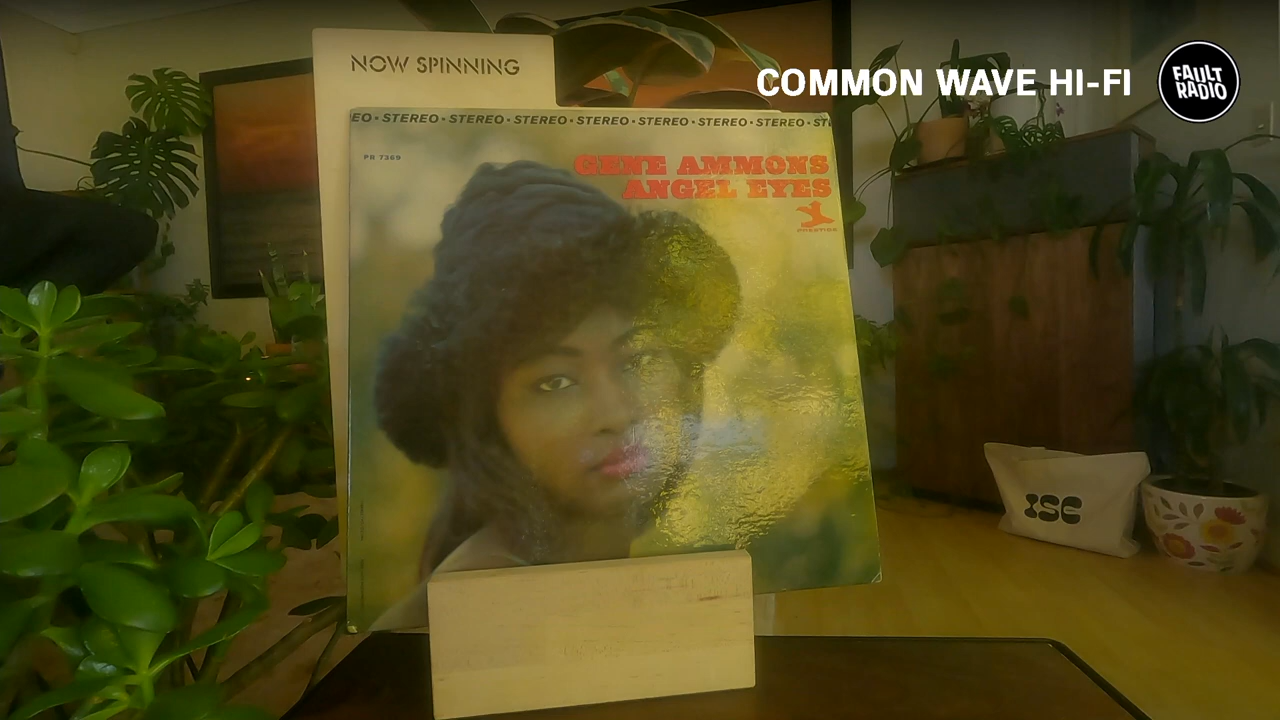 NOW SPINNING
COMMON WAVE HI-FI
FAULT
RADIO
EO • STEREO • STEREO • STEREO • STEREO • STEREO • STEREO • STEREO • ST
PR 7369
GENE AMMONS
ANGEL EYES
PRESTIGE
ISC